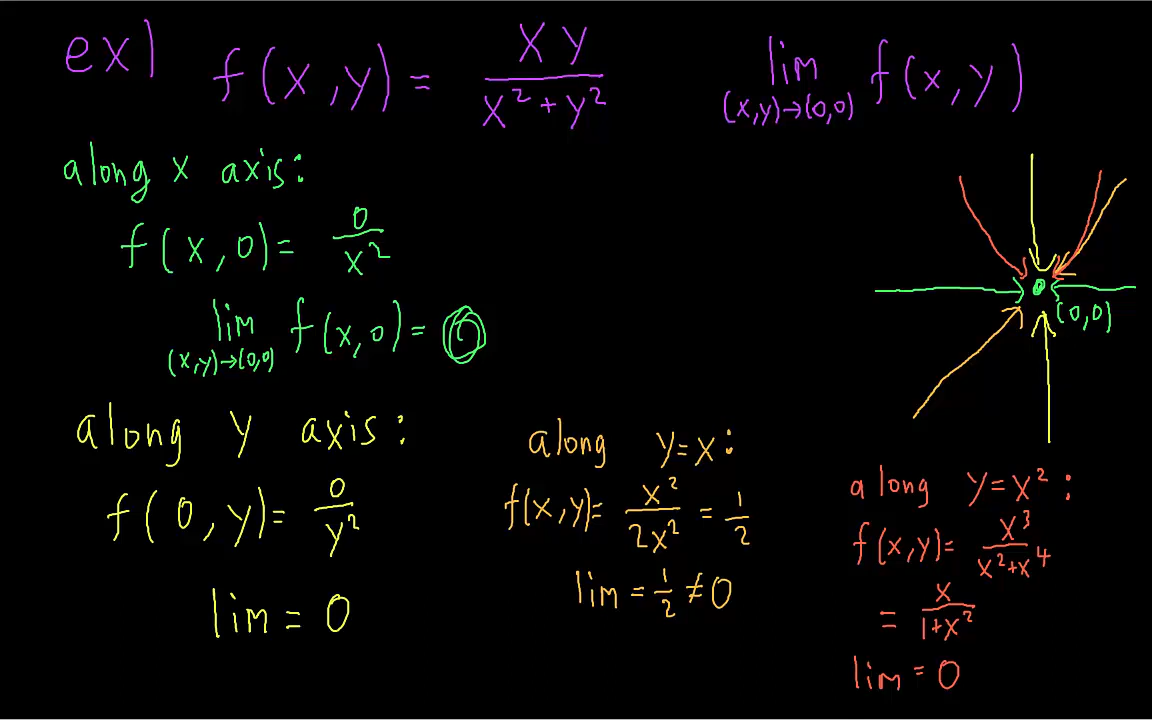 ex1 f(x,y) = xy / (x² + y²) lim (x,y)→(0,0) f(x,y)
along x axis:
f(x,0) = 0 / x²
lim (x,y)→(0,0) f(x,0) = 0
(0,0)
along y axis:
f(0,y) = 0 / y²
lim = 0
along y=x:
f(x,y) = x² / 2x² = 1/2
lim = 1/2 ≠ 0
along y=x²:
f(x,y) = x³ / (x²+x⁴)
= x / (1+x²)
lim = 0